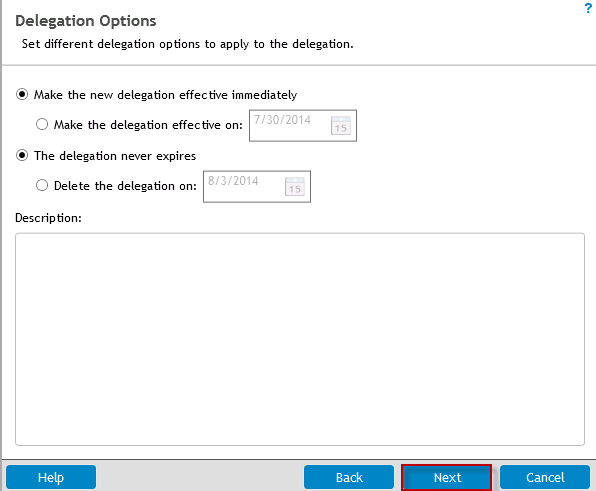 ?
Delegation Options
Set different delegation options to apply to the delegation.
Make the new delegation effective immediately
Make the delegation effective on: 7/30/2014 15
The delegation never expires
Delete the delegation on: 8/3/2014 15
Description:
Help Back Next Cancel